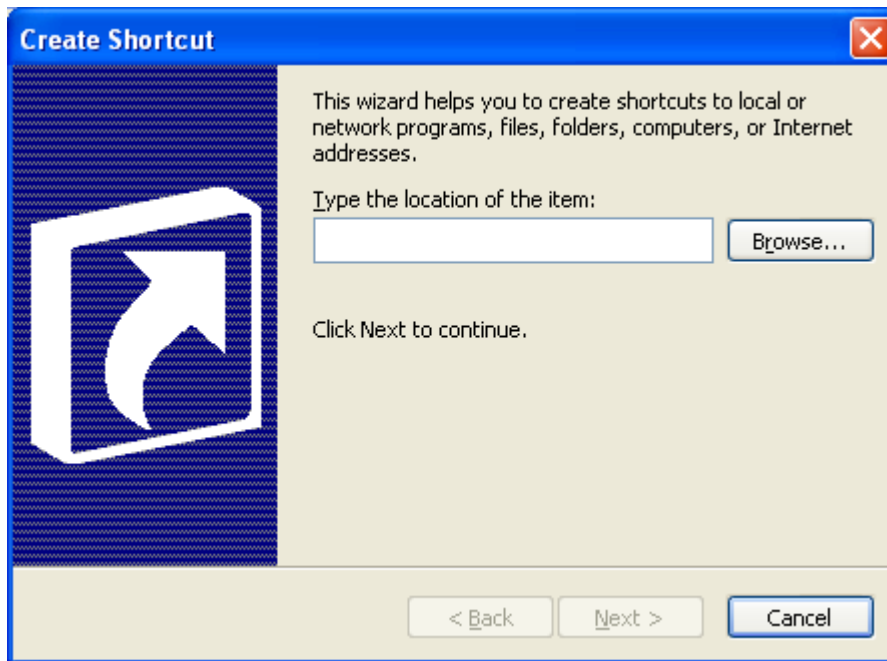 Create Shortcut
This wizard helps you to create shortcuts to local or
network programs, files, folders, computers, or Internet
addresses.
Type the location of the item:
Browse...
Click Next to continue.
< Back
Next >
Cancel